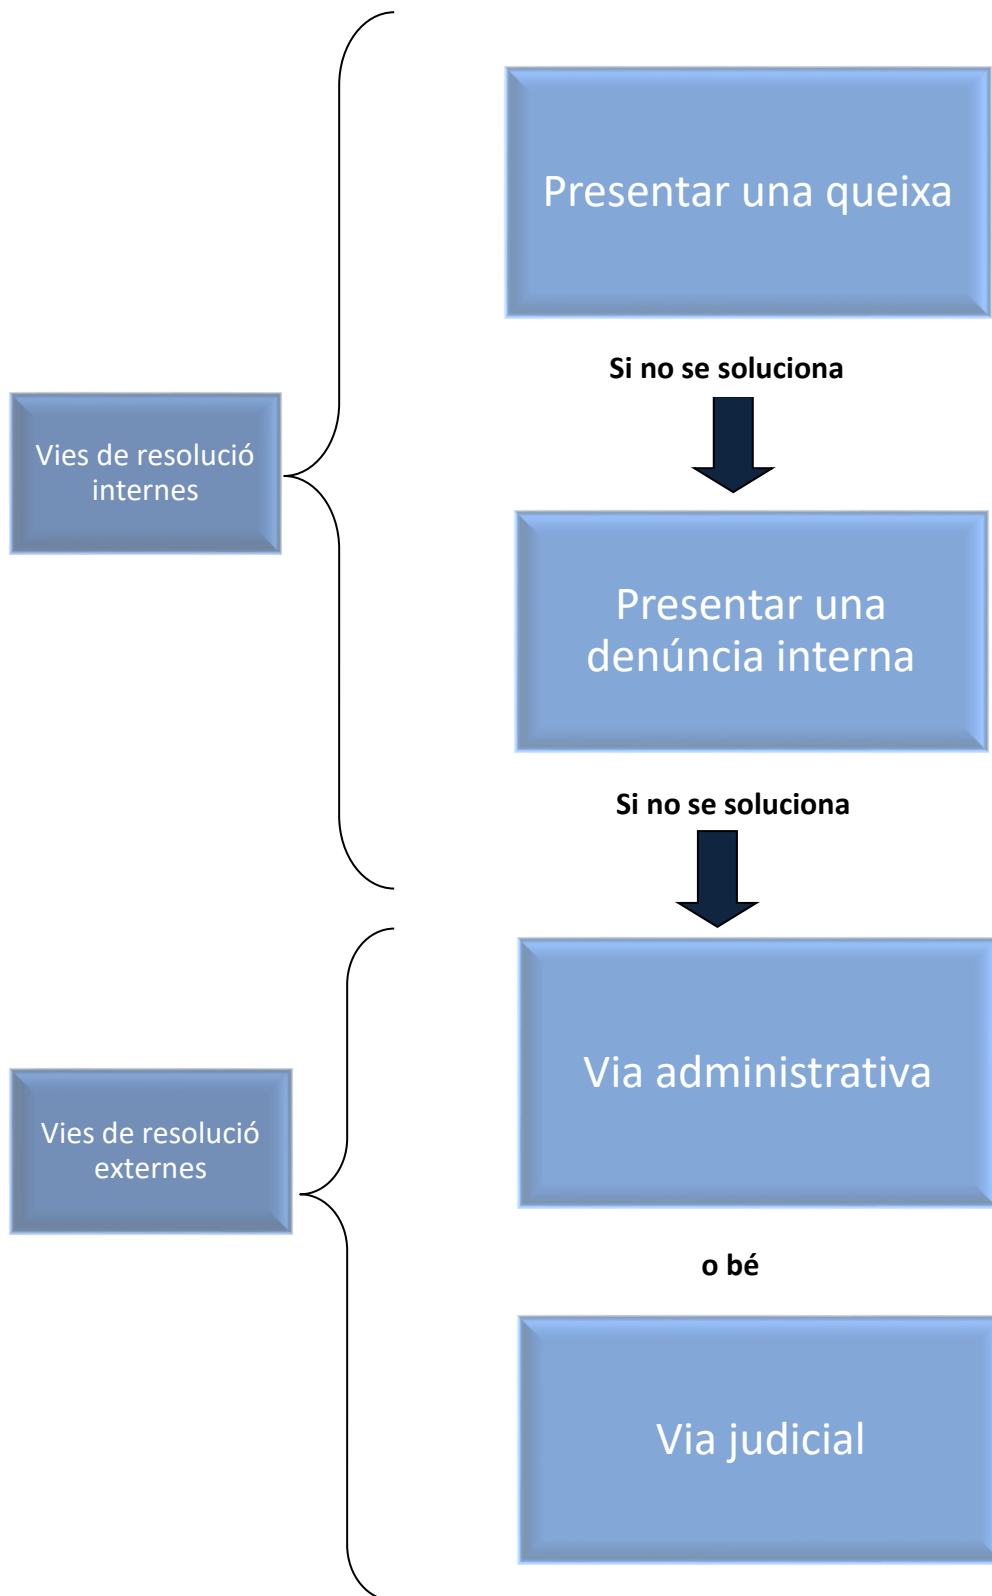 Presentar una queixa
Si no se soluciona
Vies de resolució
internes
Presentar una
denúncia interna
Si no se soluciona
Via administrativa
Vies de resolució
externes
o bé
Via judicial